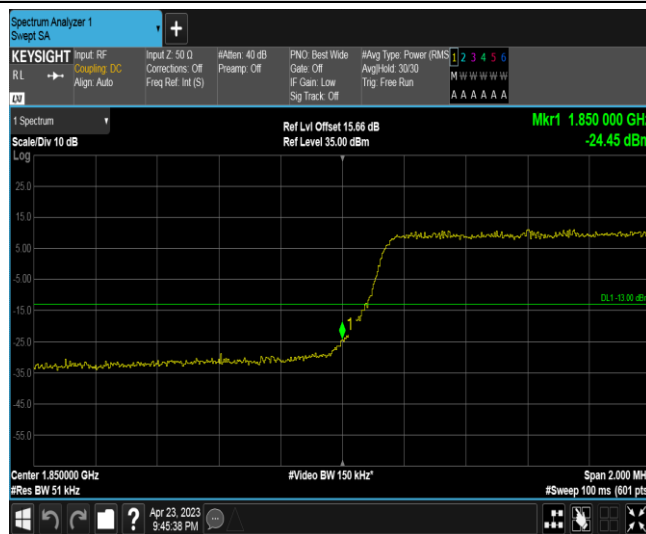 Spectrum Analyzer 1
Swept SA
+
KEYSIGHT
RL
LXI
Input: RF
Coupling: DC
Align: Auto
Input Z: 50 Ω
Corrections: Off
Freq Ref: Int (S)
#Atten: 40 dB
Preamp: Off
PNO: Best Wide
Gate: Off
IF Gain: Low
Sig Track: Off
#Avg Type: Power (RMS
Avg|Hold: 30/30
Trig: Free Run
1 2 3 4 5 6
M W W W W W
A A A A A A
1 Spectrum
Scale/Div 10 dB
Log
Ref Lvl Offset 15.66 dB
Ref Level 35.00 dBm
Mkr1 1.850 000 GHz
-24.45 dBm
25.0
15.0
5.00
-5.00
-15.0
-25.0
-35.0
-45.0
-55.0
DL1 -13.00 dBm
1
Center 1.850000 GHz
#Res BW 51 kHz
#Video BW 150 kHz*
Span 2.000 MH
#Sweep 100 ms (601 pts
?
Apr 23, 2023
9:45:38 PM